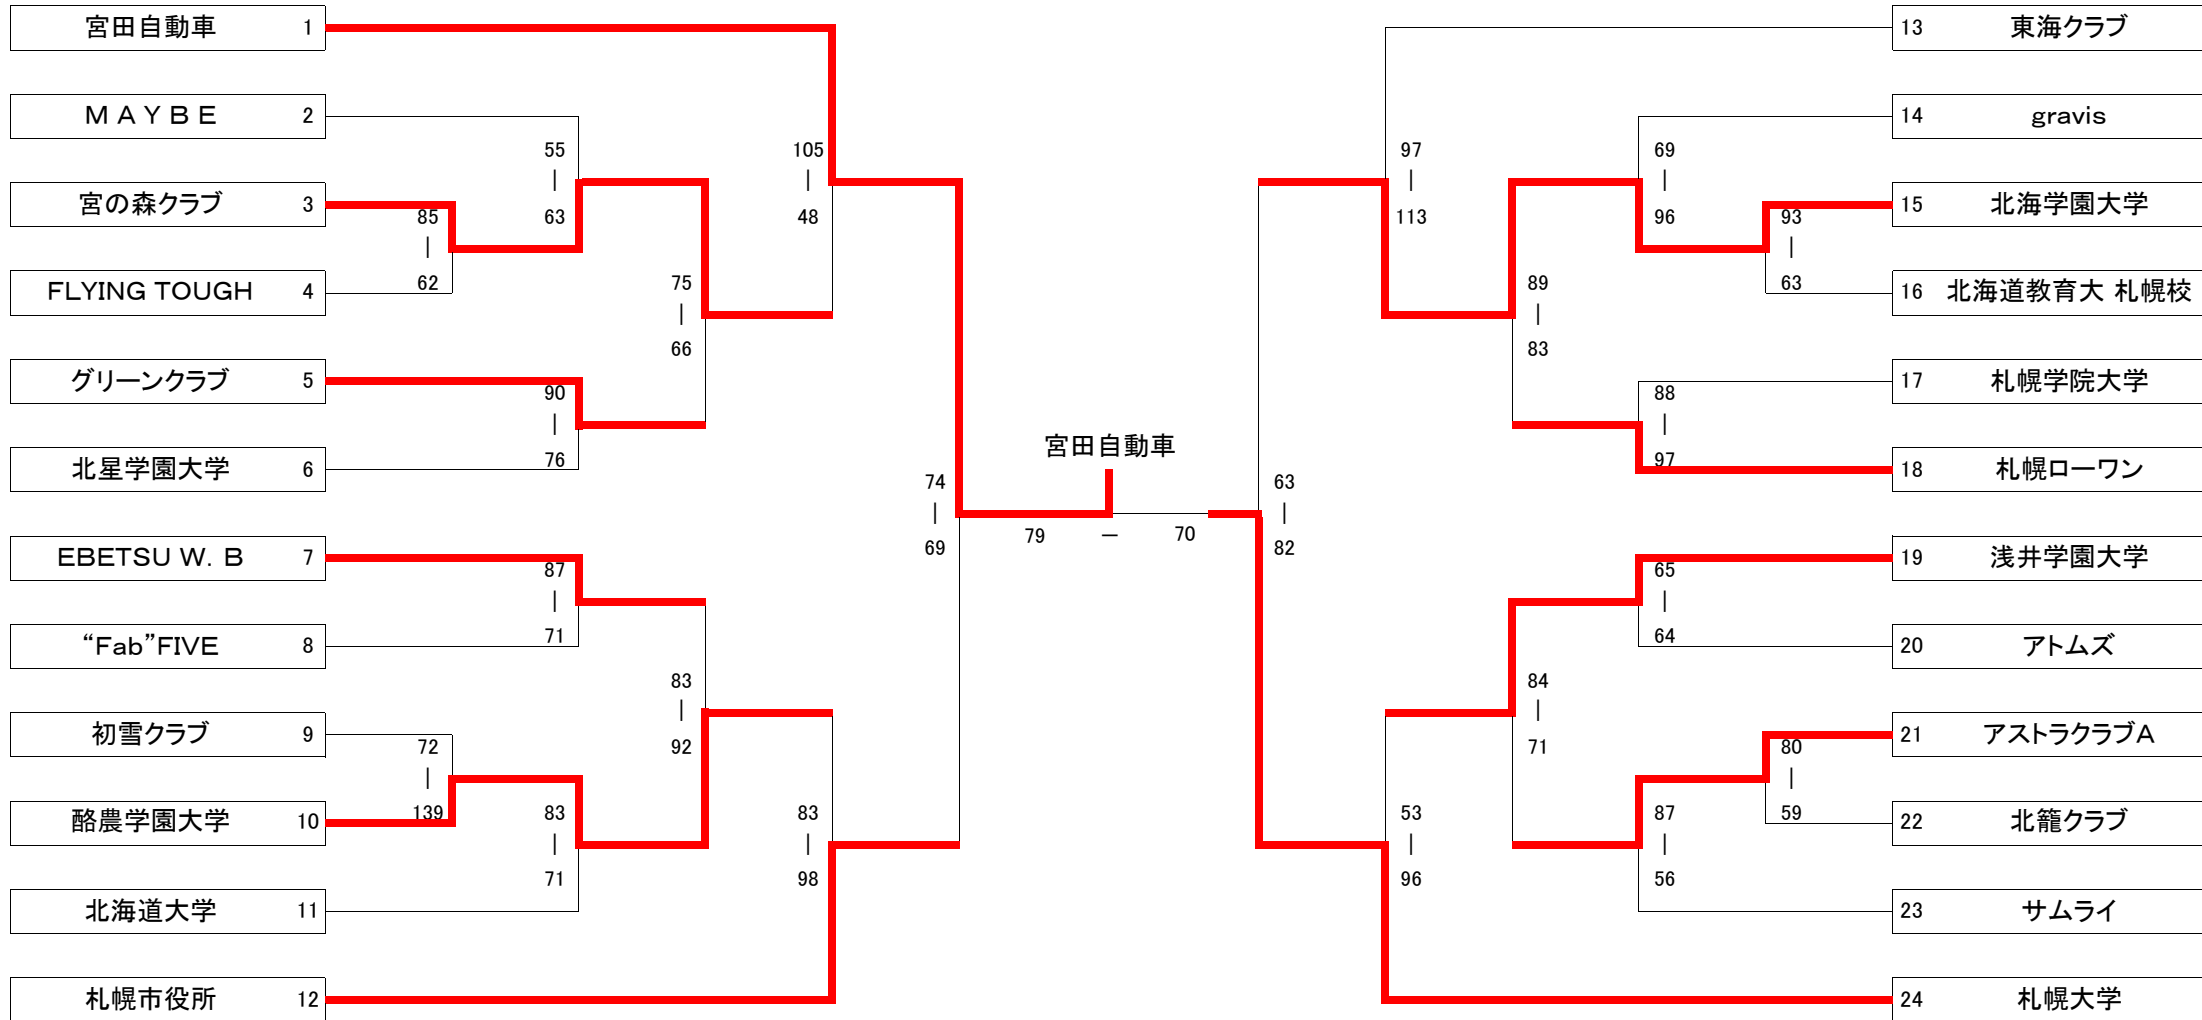 宮田自動車 1
ＭＡＹＢＥ 2
宮の森クラブ 3
FLYING TOUGH 4
グリーンクラブ 5
北星学園大学 6
EBETSU W. B 7
“Fab”FIVE 8
初雪クラブ 9
酪農学園大学 10
北海道大学 11
札幌市役所 12
85
|
62
72
|
139
55
|
63
90
|
76
87
|
71
83
|
71
75
|
66
83
|
92
105
|
48
83
|
98
74
|
69
宮田自動車
79 － 70
63
|
82
97
|
113
53
|
96
89
|
83
84
|
71
69
|
96
88
|
97
65
|
64
87
|
56
93
|
63
80
|
59
13 東海クラブ
14 gravis
15 北海学園大学
16 北海道教育大 札幌校
17 札幌学院大学
18 札幌ローワン
19 浅井学園大学
20 アトムズ
21 アストラクラブA
22 北籠クラブ
23 サムライ
24 札幌大学